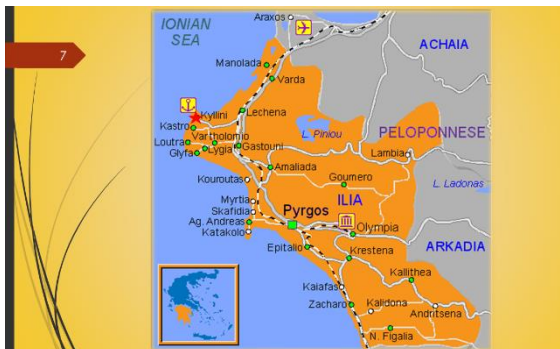 7
IONIAN
SEA
Araxos
ACHAIA
Manolada
Varda
Kyllini
Lechena
Kastro
Vartholomio
Loutra
Lygia
Gastouni
Glyfa
L. Piniou
PELOPONNESE
Lambia
Amaliada
Kouroutas
Goumero
L. Ladonas
Myrtia
ILIA
Skafidia
Pyrgos
Ag. Andreas
Olympia
Katakolo
Epitalio
Krestena
ARKADIA
Kallithea
Kaiafas
Zacharo
Kalidona
Andritsena
N. Figalia